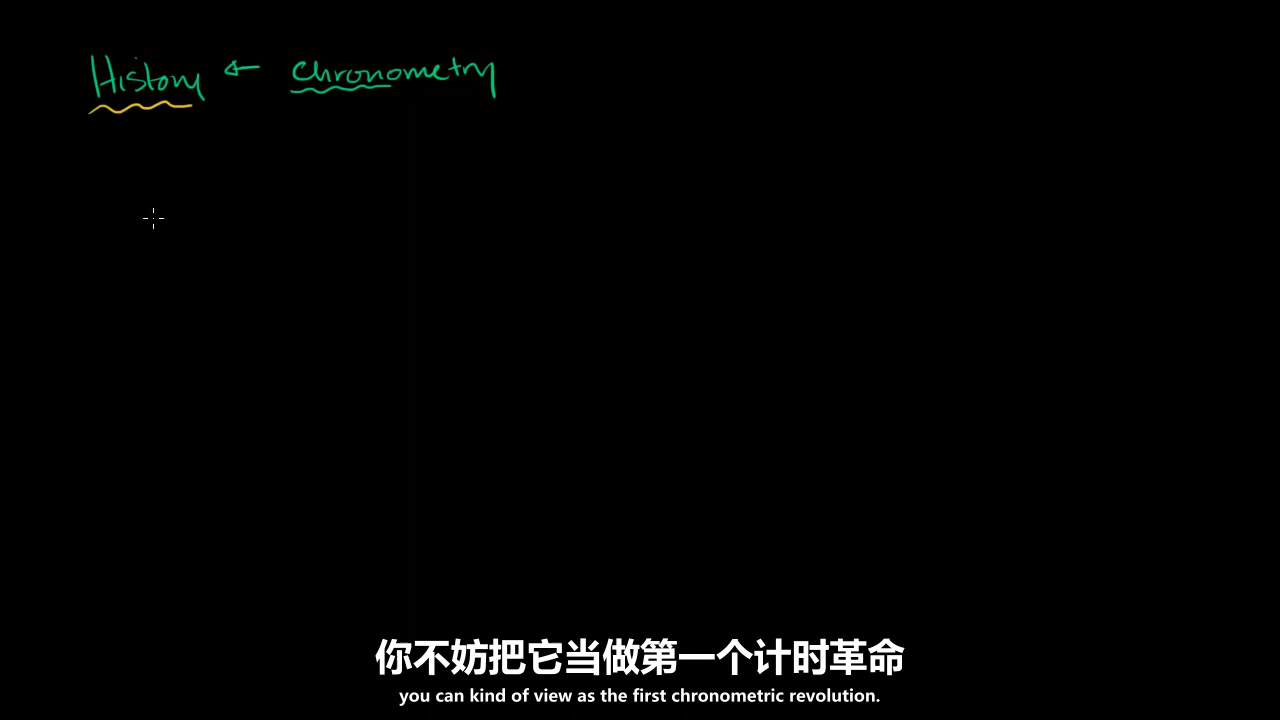 History ← chronometry
你不妨把它当做第一个计时革命
you can kind of view as the first chronometric revolution.